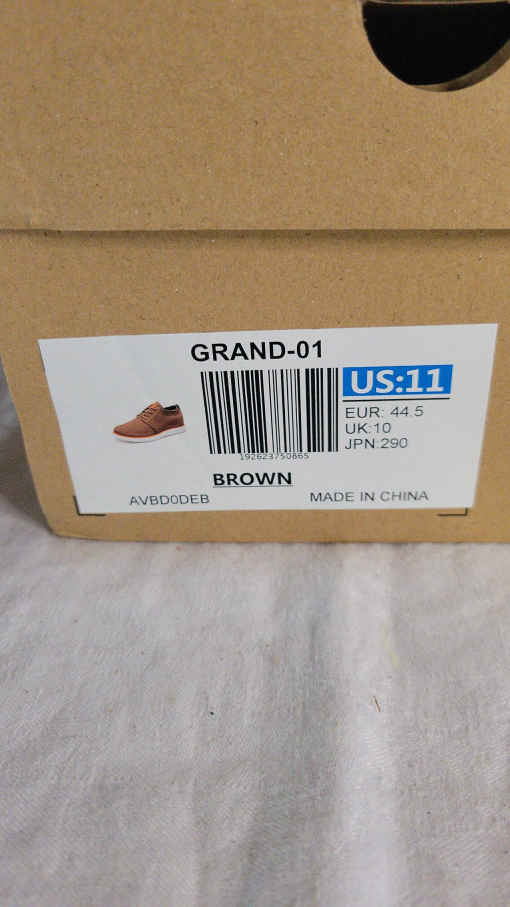 GRAND-01
US:11
EUR: 44.5
UK:10
JPN:290
192623750865
BROWN
AVBD0DEB
MADE IN CHINA